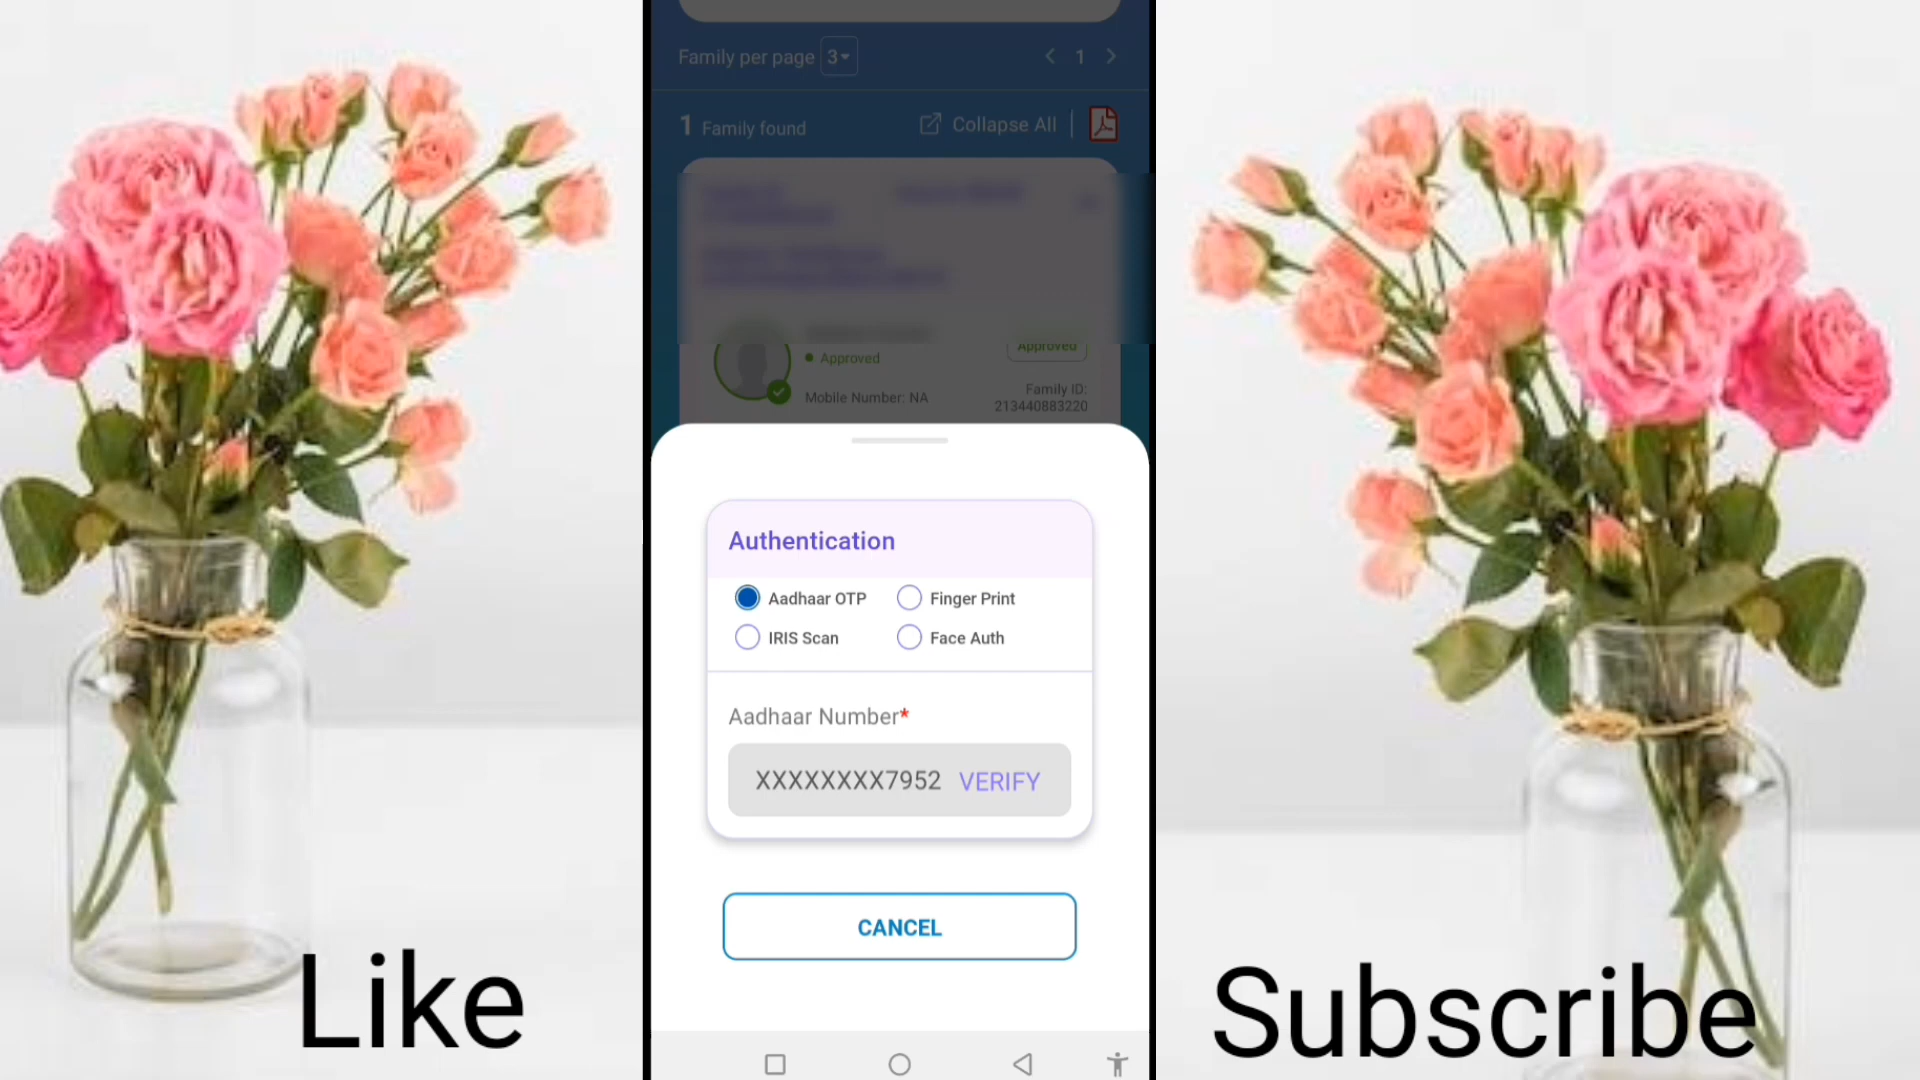 Family per page 3 1
1 Family found Collapse All
Approved
Approved
Mobile Number: NA
Family ID:
213440883220
Authentication
Aadhaar OTP Finger Print
IRIS Scan Face Auth
Aadhaar Number*
XXXXXXXX7952 VERIFY
CANCEL
Like
Subscribe